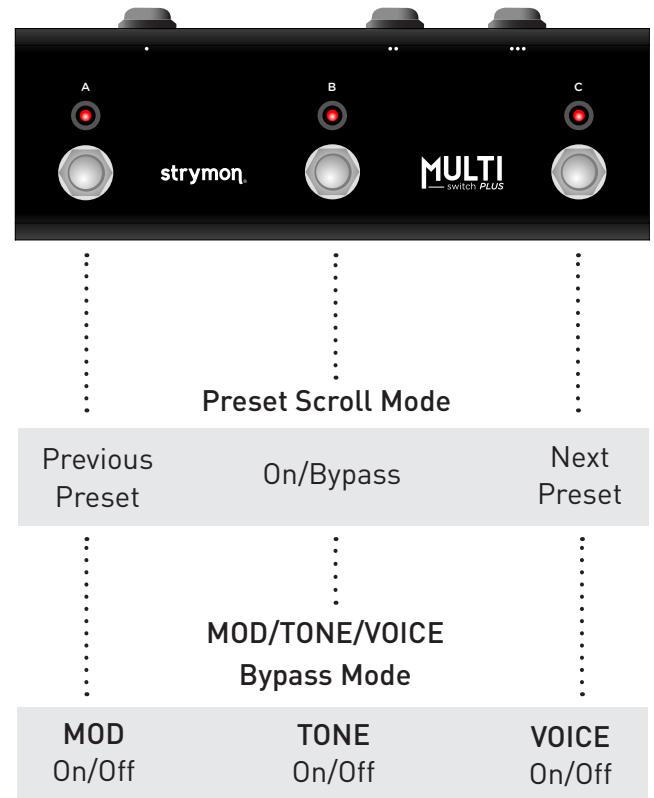 A B C
strymon®
MULTI
switch PLUS
Preset Scroll Mode
Previous
Preset
On/Bypass
Next
Preset
MOD/TONE/VOICE
Bypass Mode
MOD
On/Off
TONE
On/Off
VOICE
On/Off